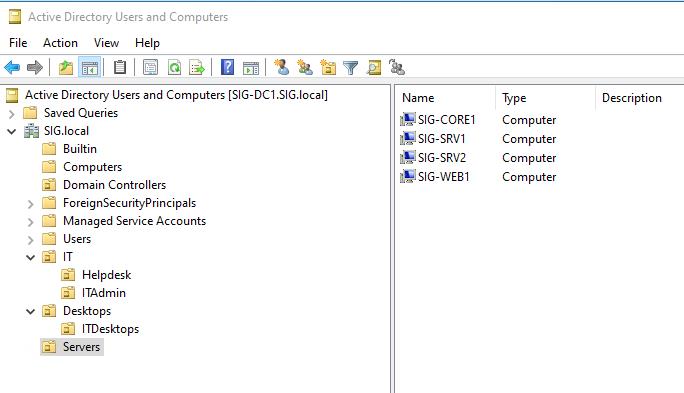 Active Directory Users and Computers
File Action View Help
Active Directory Users and Computers [SIG-DC1.SIG.local]
Saved Queries
SIG.local
Builtin
Computers
Domain Controllers
ForeignSecurityPrincipals
Managed Service Accounts
Users
IT
Helpdesk
ITAdmin
Desktops
ITDesktops
Servers
Name Type Description
SIG-CORE1 Computer
SIG-SRV1 Computer
SIG-SRV2 Computer
SIG-WEB1 Computer